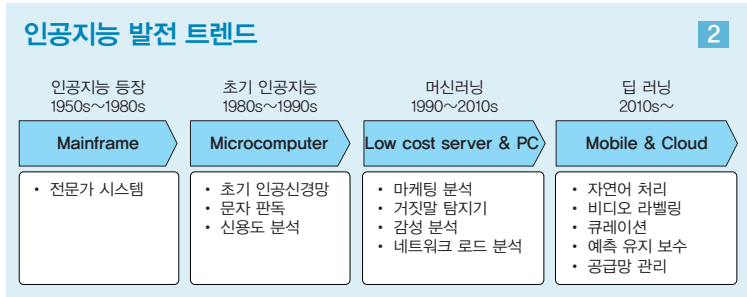 인공지능 발전 트렌드
2
인공지능 등장
1950s~1980s
Mainframe
• 전문가 시스템
초기 인공지능
1980s~1990s
Microcomputer
• 초기 인공신경망
• 문자 판독
• 신용도 분석
머신러닝
1990~2010s
Low cost server & PC
• 마케팅 분석
• 거짓말 탐지기
• 감성 분석
• 네트워크 로드 분석
딥 러닝
2010s~
Mobile & Cloud
• 자연어 처리
• 비디오 라벨링
• 큐레이션
• 예측 유지 보수
• 공급망 관리